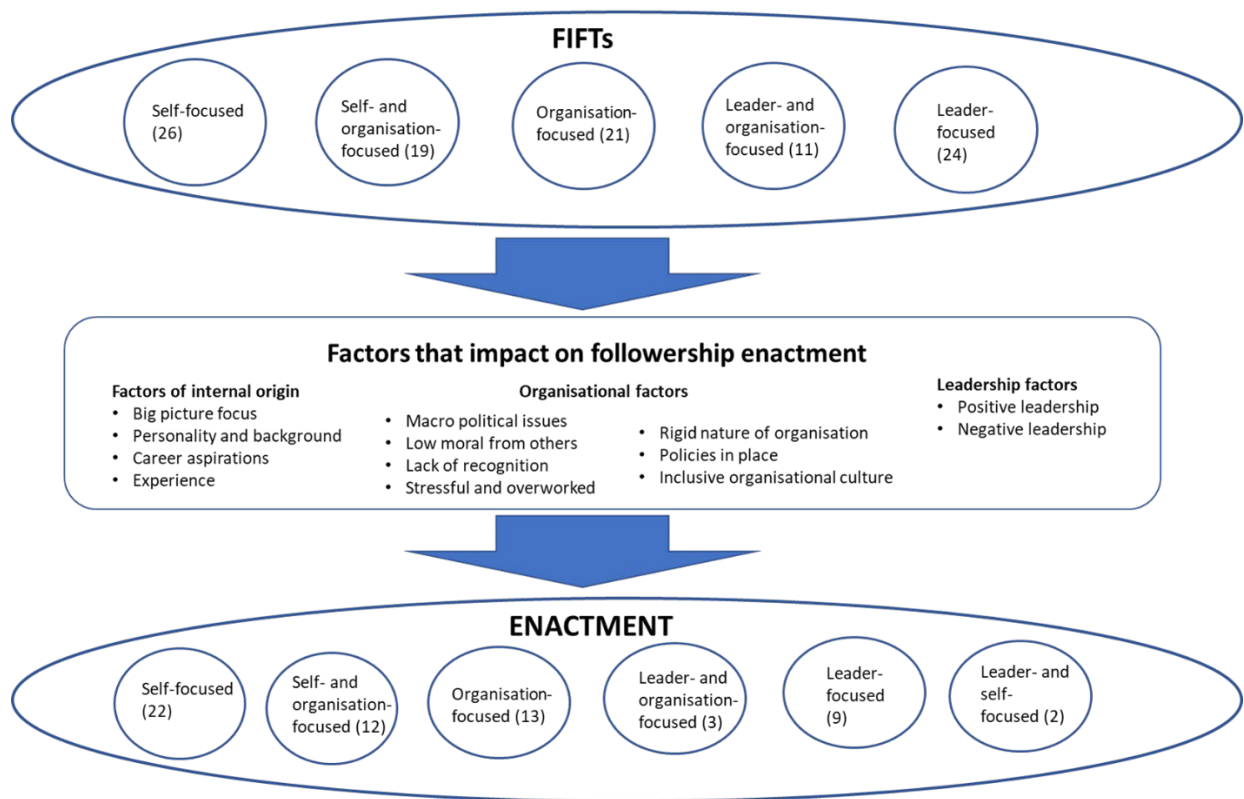 FIFTs
Self-focused
(26)
Self- and
organisation-
focused (19)
Organisation-
focused (21)
Leader- and
organisation-
focused (11)
Leader-
focused
(24)
Factors that impact on followership enactment
Factors of internal origin
• Big picture focus
• Personality and background
• Career aspirations
• Experience
Organisational factors
• Macro political issues
• Low moral from others
• Lack of recognition
• Stressful and overworked
• Rigid nature of organisation
• Policies in place
• Inclusive organisational culture
Leadership factors
• Positive leadership
• Negative leadership
ENACTMENT
Self-focused
(22)
Self- and
organisation-
focused (12)
Organisation-
focused (13)
Leader- and
organisation-
focused (3)
Leader-
focused
(9)
Leader- and
self-
focused (2)